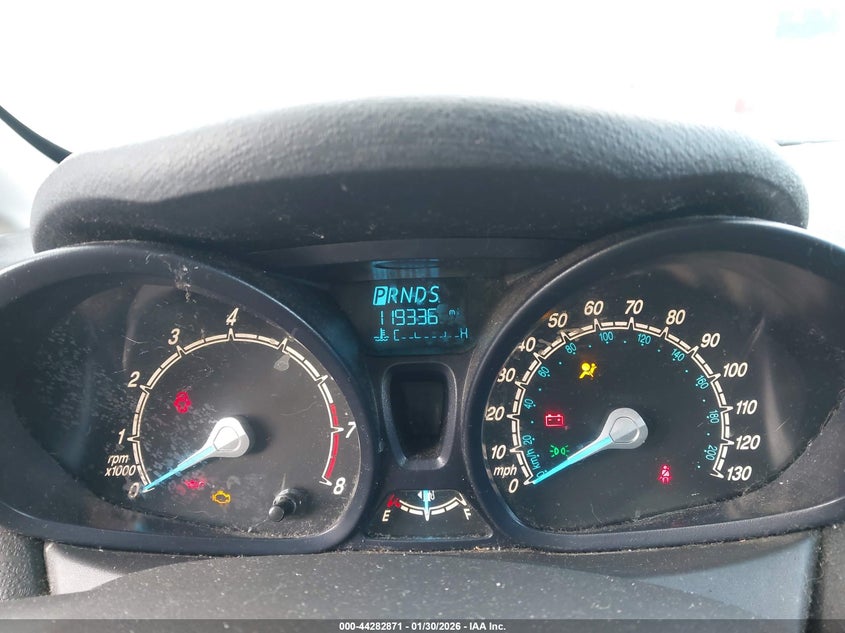 PRNDS
119336 mi
C H
0 1 2 3 4 7 8
rpm
x1000
0 10 20 30 40 50 60 70 80 90 100 110 120 130
mph
20 40 60 80 100 120 140 160 180 200
km/h
E F
000-44282871 - 01/30/2026 - IAA Inc.